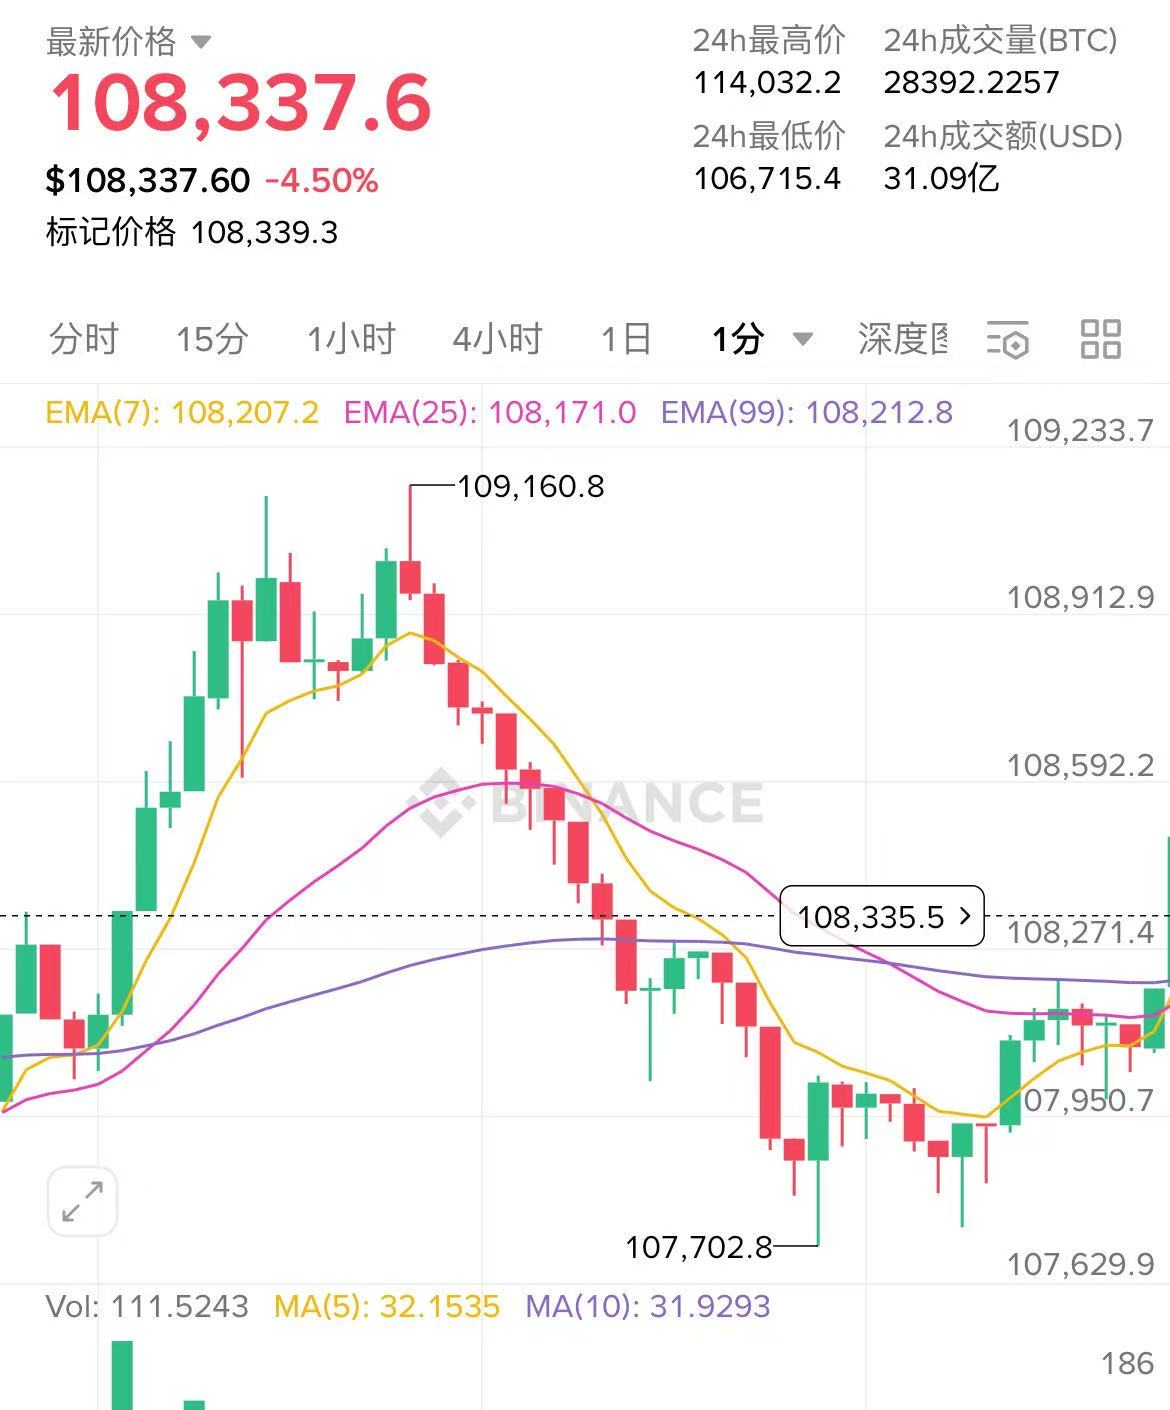 最新价格
108,337.6
$108,337.60 -4.50%
标记价格 108,339.3
24h最高价 24h成交量(BTC)
114,032.2 28392.2257
24h最低价 24h成交额(USD)
106,715.4 31.09亿
分时 15分 1小时 4小时 1日 1分 深度图
EMA(7): 108,207.2 EMA(25): 108,171.0 EMA(99): 108,212.8
109,233.7
109,160.8
108,912.9
108,592.2
BINANCE
108,335.5
108,271.4
07,950.7
107,702.8
107,629.9
Vol: 111.5243 MA(5): 32.1535 MA(10): 31.9293
186